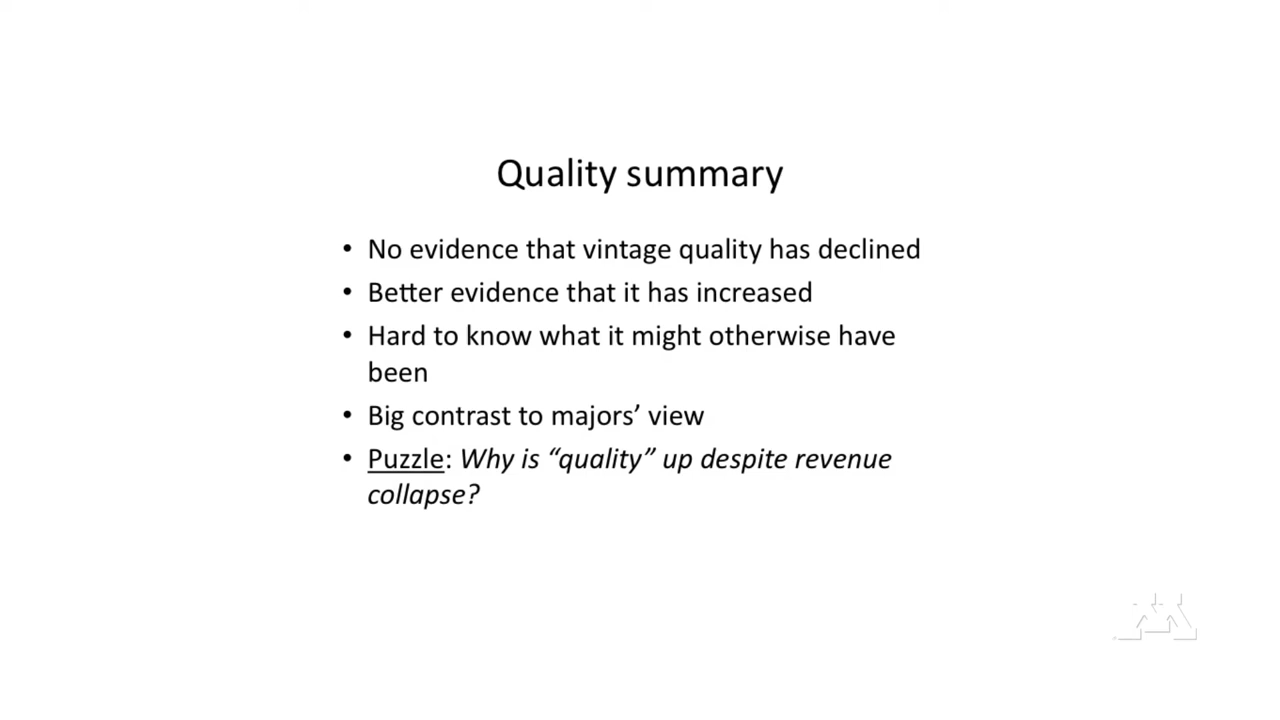 Quality summary
• No evidence that vintage quality has declined
• Better evidence that it has increased
• Hard to know what it might otherwise have
been
• Big contrast to majors’ view
• Puzzle: Why is “quality” up despite revenue
collapse?